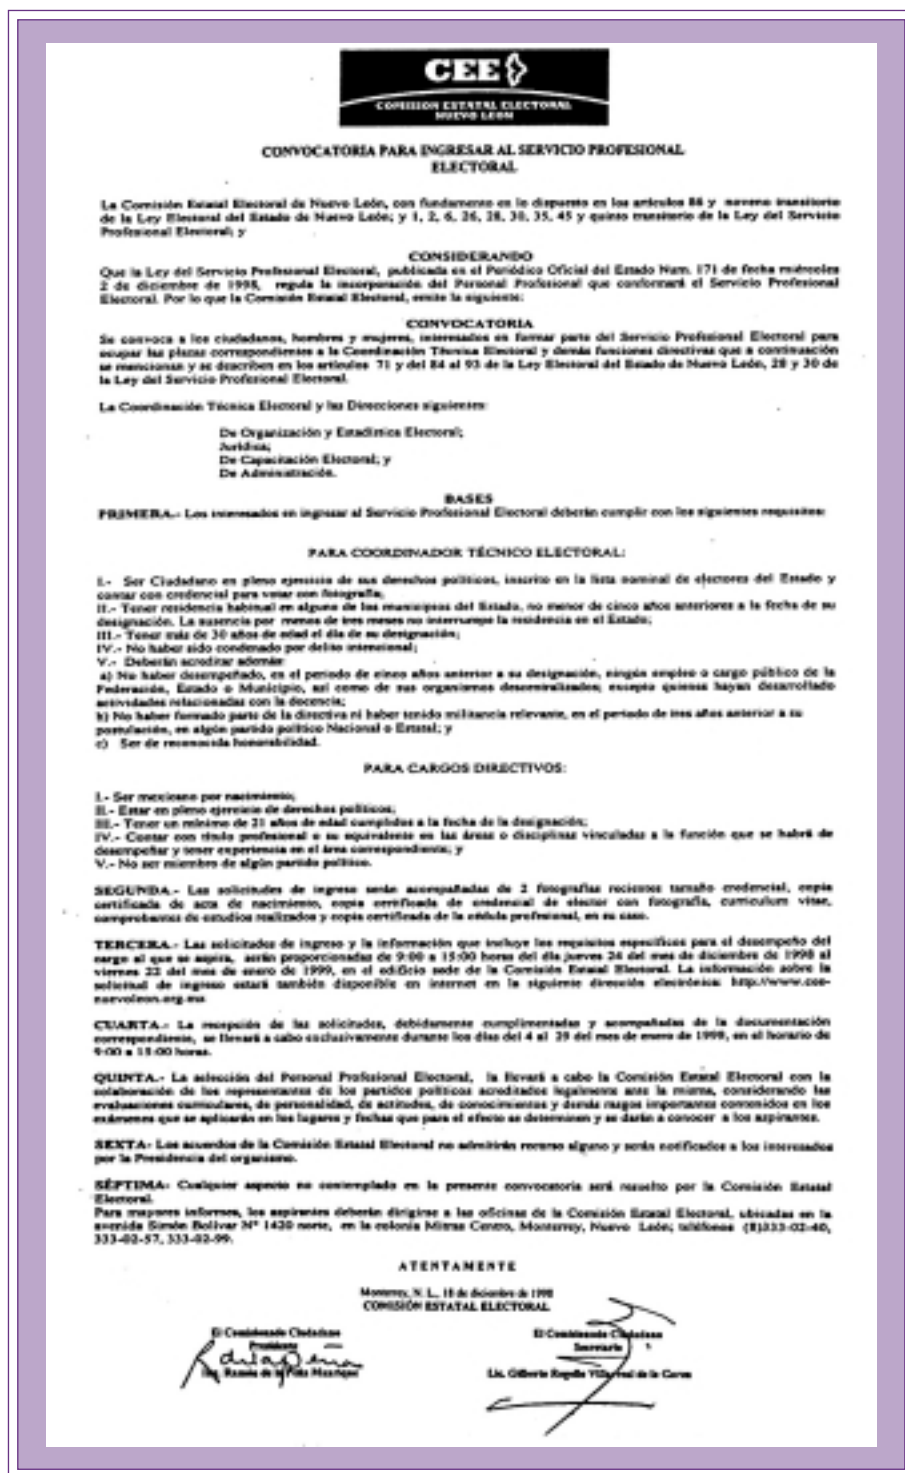 CEE
COMISION ESTATAL ELECTORAL
NUEVO LEON
CONVOCATORIA PARA INGRESAR AL SERVICIO PROFESIONAL
ELECTORAL
La Comisión Estatal Electoral de Nuevo León, con fundamento en lo dispuesto en los artículos 86 y noveno transitorio
de la Ley Electoral del Estado de Nuevo León; y 1, 2, 6, 26, 28, 30, 35, 45 y quinto transitorio de la Ley del Servicio
Profesional Electoral; y
CONSIDERANDO
Que la Ley del Servicio Profesional Electoral, publicada en el Periódico Oficial del Estado Num. 171 de fecha miércoles
2 de diciembre de 1998, regula la incorporación del Personal Profesional que conformará el Servicio Profesional
Electoral. Por lo que la Comisión Estatal Electoral, emite la siguiente:
CONVOCATORIA
Se convoca a los ciudadanos, hombres y mujeres, interesados en formar parte del Servicio Profesional Electoral para
ocupar las plazas correspondientes a la Coordinación Técnica Electoral y demás funciones directivas que a continuación
se mencionan y se describen en los artículos 71 y del 84 al 93 de la Ley Electoral del Estado de Nuevo León, 28 y 30 de
la Ley del Servicio Profesional Electoral.
La Coordinación Técnica Electoral y las Direcciones siguientes:
De Organización y Estadística Electoral;
Jurídica;
De Capacitación Electoral; y
De Administración.
BASES
PRIMERA.- Los interesados en ingresar al Servicio Profesional Electoral deberán cumplir con los siguientes requisitos:
PARA COORDINADOR TÉCNICO ELECTORAL:
I.- Ser Ciudadano en pleno ejercicio de sus derechos políticos, inscrito en la lista nominal de electores del Estado y
contar con credencial para votar con fotografía;
II.- Tener residencia habitual en alguno de los municipios del Estado, no menor de cinco años anteriores a la fecha de su
designación. La ausencia por menos de tres meses no interrumpe la residencia en el Estado;
III.- Tener más de 30 años de edad el día de su designación;
IV.- No haber sido condenado por delito intencional;
V.- Deberán acreditar además:
a) No haber desempeñado, en el periodo de cinco años anterior a su designación, ningún empleo o cargo público de la
Federación, Estado o Municipio, así como de sus organismos descentralizados; excepto quienes hayan desarrollado
actividades relacionadas con la docencia;
b) No haber formado parte de la directiva ni haber tenido militancia relevante, en el periodo de tres años anterior a su
postulación, en algún partido político Nacional o Estatal; y
c) Ser de reconocida honorabilidad.
PARA CARGOS DIRECTIVOS:
I.- Ser mexicano por nacimiento;
II.- Estar en pleno ejercicio de derechos políticos;
III.- Tener un mínimo de 21 años de edad cumplidos a la fecha de la designación;
IV.- Contar con título profesional o su equivalente en las áreas o disciplinas vinculadas a la función que se habrá de
desempeñar y tener experiencia en el área correspondiente; y
V.- No ser miembro de algún partido político.
SEGUNDA.- Las solicitudes de ingreso serán acompañadas de 2 fotografías recientes tamaño credencial, copia
certificada de acta de nacimiento, copia certificada de credencial de elector con fotografía, curriculum vitae,
comprobantes de estudios realizados y copia certificada de la cédula profesional, en su caso.
TERCERA.- Las solicitudes de ingreso y la información que incluye los requisitos específicos para el desempeño del
cargo al que se aspira, serán proporcionadas de 9:00 a 15:00 horas del día jueves 24 del mes de diciembre de 1998 al
viernes 22 del mes de enero de 1999, en el edificio sede de la Comisión Estatal Electoral. La información sobre la
solicitud de ingreso estará también disponible en internet en la siguiente dirección electrónica: http://www.cee-
nuevoleon.org.mx
CUARTA.- La recepción de las solicitudes, debidamente cumplimentadas y acompañadas de la documentación
correspondiente, se llevará a cabo exclusivamente durante los días del 4 al 29 del mes de enero de 1999, en el horario de
9:00 a 15:00 horas.
QUINTA.- La selección del Personal Profesional Electoral, la llevará a cabo la Comisión Estatal Electoral con la
colaboración de los representantes de los partidos políticos acreditados legalmente ante la misma, considerando las
evaluaciones curriculares, de personalidad, de actitudes, de conocimientos y demás rasgos importantes contenidos en los
exámenes que se aplicarán en los lugares y fechas que para el efecto se determinen y se darán a conocer a los aspirantes.
SEXTA- Los acuerdos de la Comisión Estatal Electoral no admitirán recurso alguno y serán notificados a los interesados
por la Presidencia del organismo.
SÉPTIMA: Cualquier aspecto no contemplado en la presente convocatoria será resuelto por la Comisión Estatal
Electoral.
Para mayores informes, los aspirantes deberán dirigirse a las oficinas de la Comisión Estatal Electoral, ubicadas en la
avenida Simón Bolívar Nº 1420 norte, en la colonia Mitras Centro, Monterrey, Nuevo León; teléfonos (8)333-02-40,
333-02-57, 333-02-99.
ATENTAMENTE
Monterrey, N. L., 18 de diciembre de 1998
COMISIÓN ESTATAL ELECTORAL
El Comisionado Ciudadano El Comisionado Ciudadano
Presidente Secretario
Ing. Ramón de la Peña Manrique Lic. Gilberto Rogelio Villarreal de la Garza